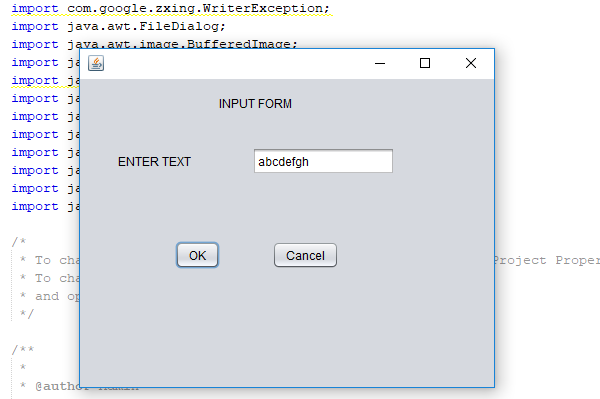 import com.google.zxing.WriterException;
import java.awt.FileDialog;
import java.awt.image.BufferedImage;
import ja
import ja
import ja
import ja
import ja
import ja
import ja
import ja
import ja
INPUT FORM
ENTER TEXT abcdefgh
OK Cancel
/*
* To cha Project Proper
* To cha
* and op
*/
/**
*
* @author Admin